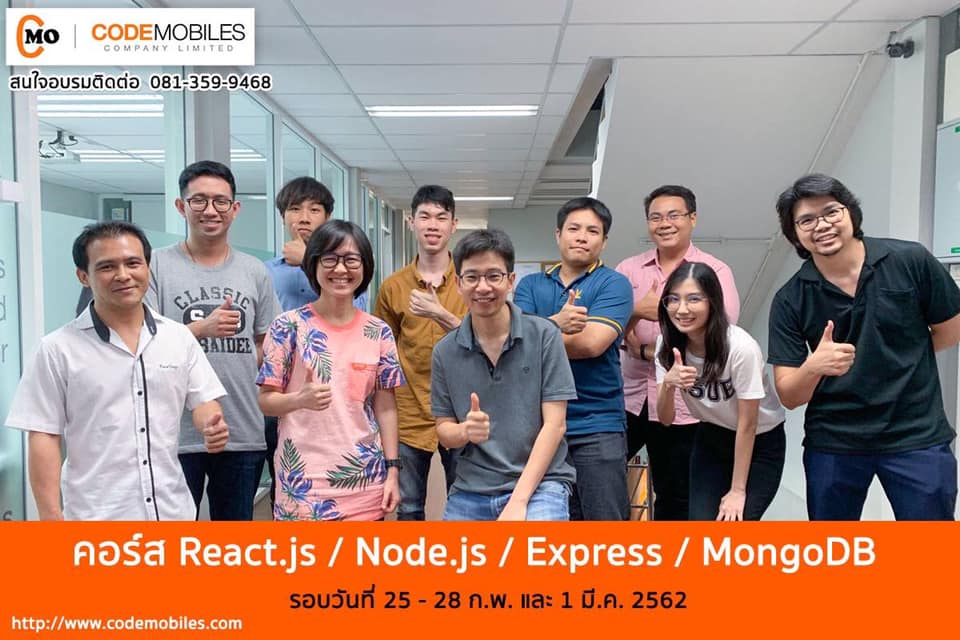 CMO
CODEMOBILES
COMPANY LIMITED
สนใจอบรมติดต่อ 081-359-9468
CLASSIC
คอร์ส React.js / Node.js / Express / MongoDB
รอบวันที่ 25 - 28 ก.พ. และ 1 มี.ค. 2562
http://www.codemobiles.com